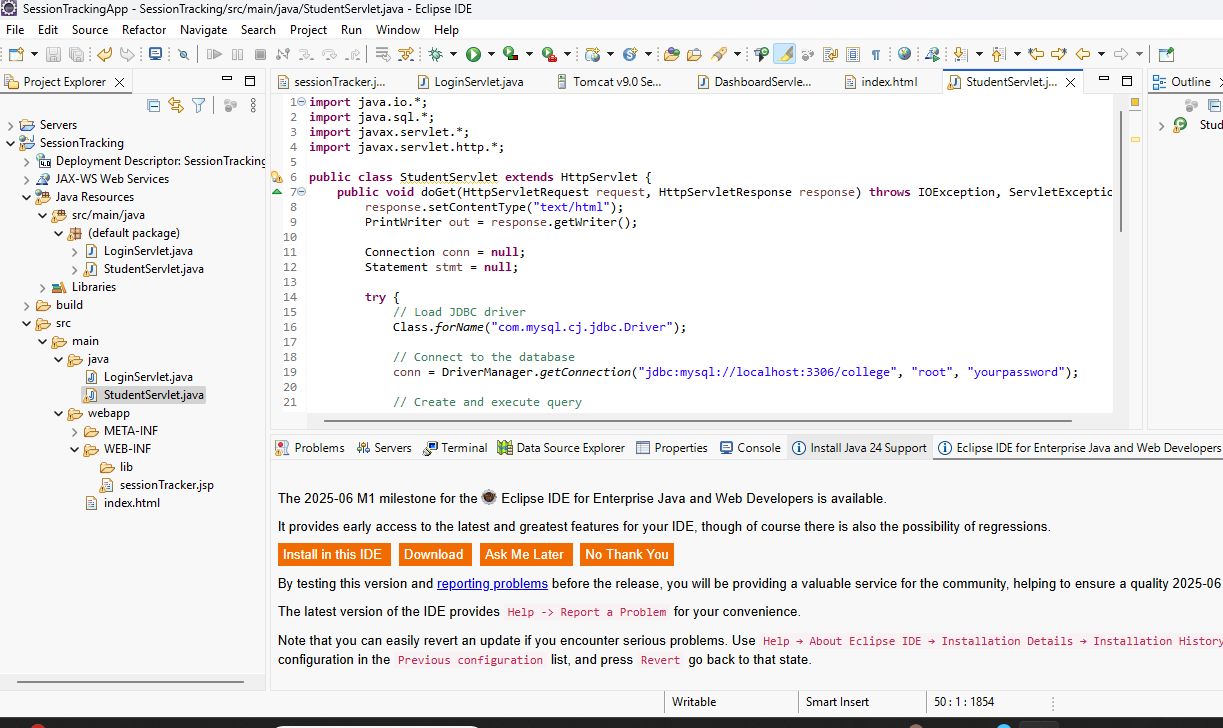 SessionTrackingApp - SessionTracking/src/main/java/StudentServlet.java - Eclipse IDE
File Edit Source Refactor Navigate Search Project Run Window Help
Project Explorer
Servers
SessionTracking
Deployment Descriptor: SessionTracking
JAX-WS Web Services
Java Resources
src/main/java
(default package)
LoginServlet.java
StudentServlet.java
Libraries
build
src
main
java
LoginServlet.java
StudentServlet.java
webapp
META-INF
WEB-INF
lib
sessionTracker.jsp
index.html
sessionTracker.j... LoginServlet.java Tomcat v9.0 Se... DashboardServle... index.html StudentServlet.j...
1 import java.io.*;
2 import java.sql.*;
3 import javax.servlet.*;
4 import javax.servlet.http.*;
5
6 public class StudentServlet extends HttpServlet {
7 public void doGet(HttpServletRequest request, HttpServletResponse response) throws IOException, ServletExceptio
8 response.setContentType("text/html");
9 PrintWriter out = response.getWriter();
10
11 Connection conn = null;
12 Statement stmt = null;
13
14 try {
15 // Load JDBC driver
16 Class.forName("com.mysql.cj.jdbc.Driver");
17
18 // Connect to the database
19 conn = DriverManager.getConnection("jdbc:mysql://localhost:3306/college", "root", "yourpassword");
20
21 // Create and execute query
Outline
Stud
Problems Servers Terminal Data Source Explorer Properties Console Install Java 24 Support Eclipse IDE for Enterprise Java and Web Developers
The 2025-06 M1 milestone for the Eclipse IDE for Enterprise Java and Web Developers is available.
It provides early access to the latest and greatest features for your IDE, though of course there is also the possibility of regressions.
Install in this IDE Download Ask Me Later No Thank You
By testing this version and reporting problems before the release, you will be providing a valuable service for the community, helping to ensure a quality 2025-06
The latest version of the IDE provides Help -> Report a Problem for your convenience.
Note that you can easily revert an update if you encounter serious problems. Use Help → About Eclipse IDE → Installation Details → Installation History
configuration in the Previous configuration list, and press Revert go back to that state.
Writable Smart Insert 50 : 1 : 1854